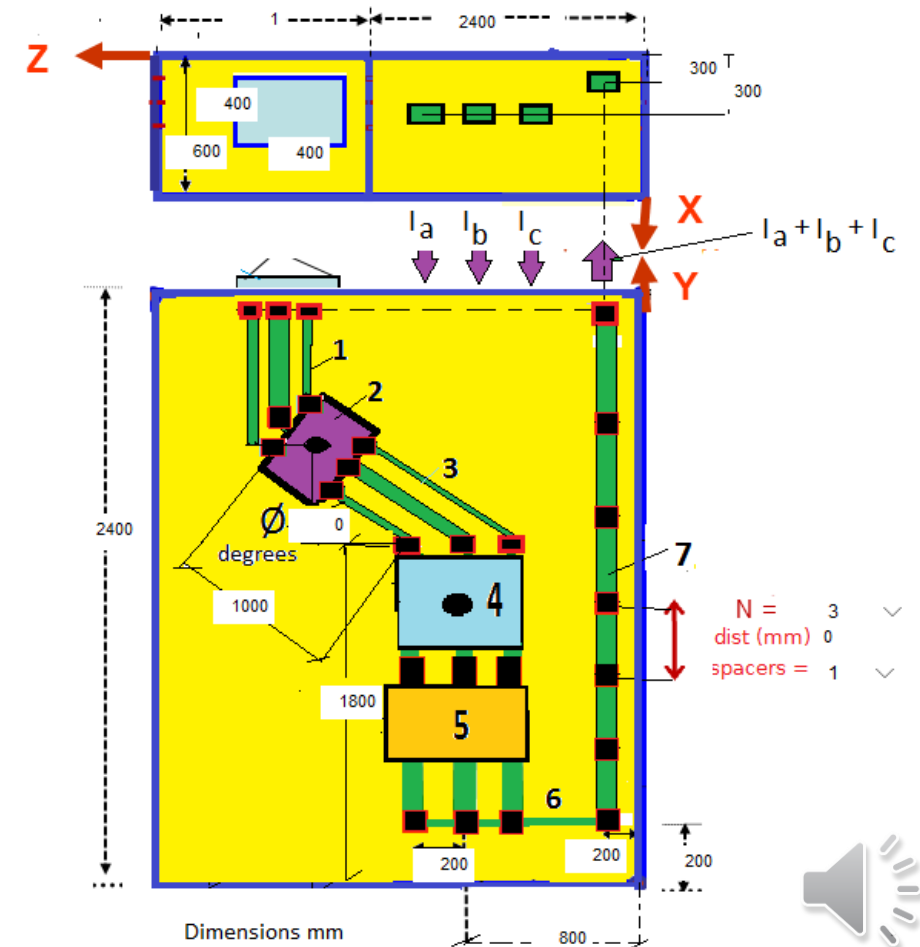 1
2400
Z
300 T
300
400
600
400
X
Ia
Ib
Ic
Ia + Ib + Ic
Y
1
2
3
Ø
0
degrees
2400
4
7
1000
N = 3
dist (mm) 0
spacers = 1
1800
5
6
200
200
200
Dimensions mm
800